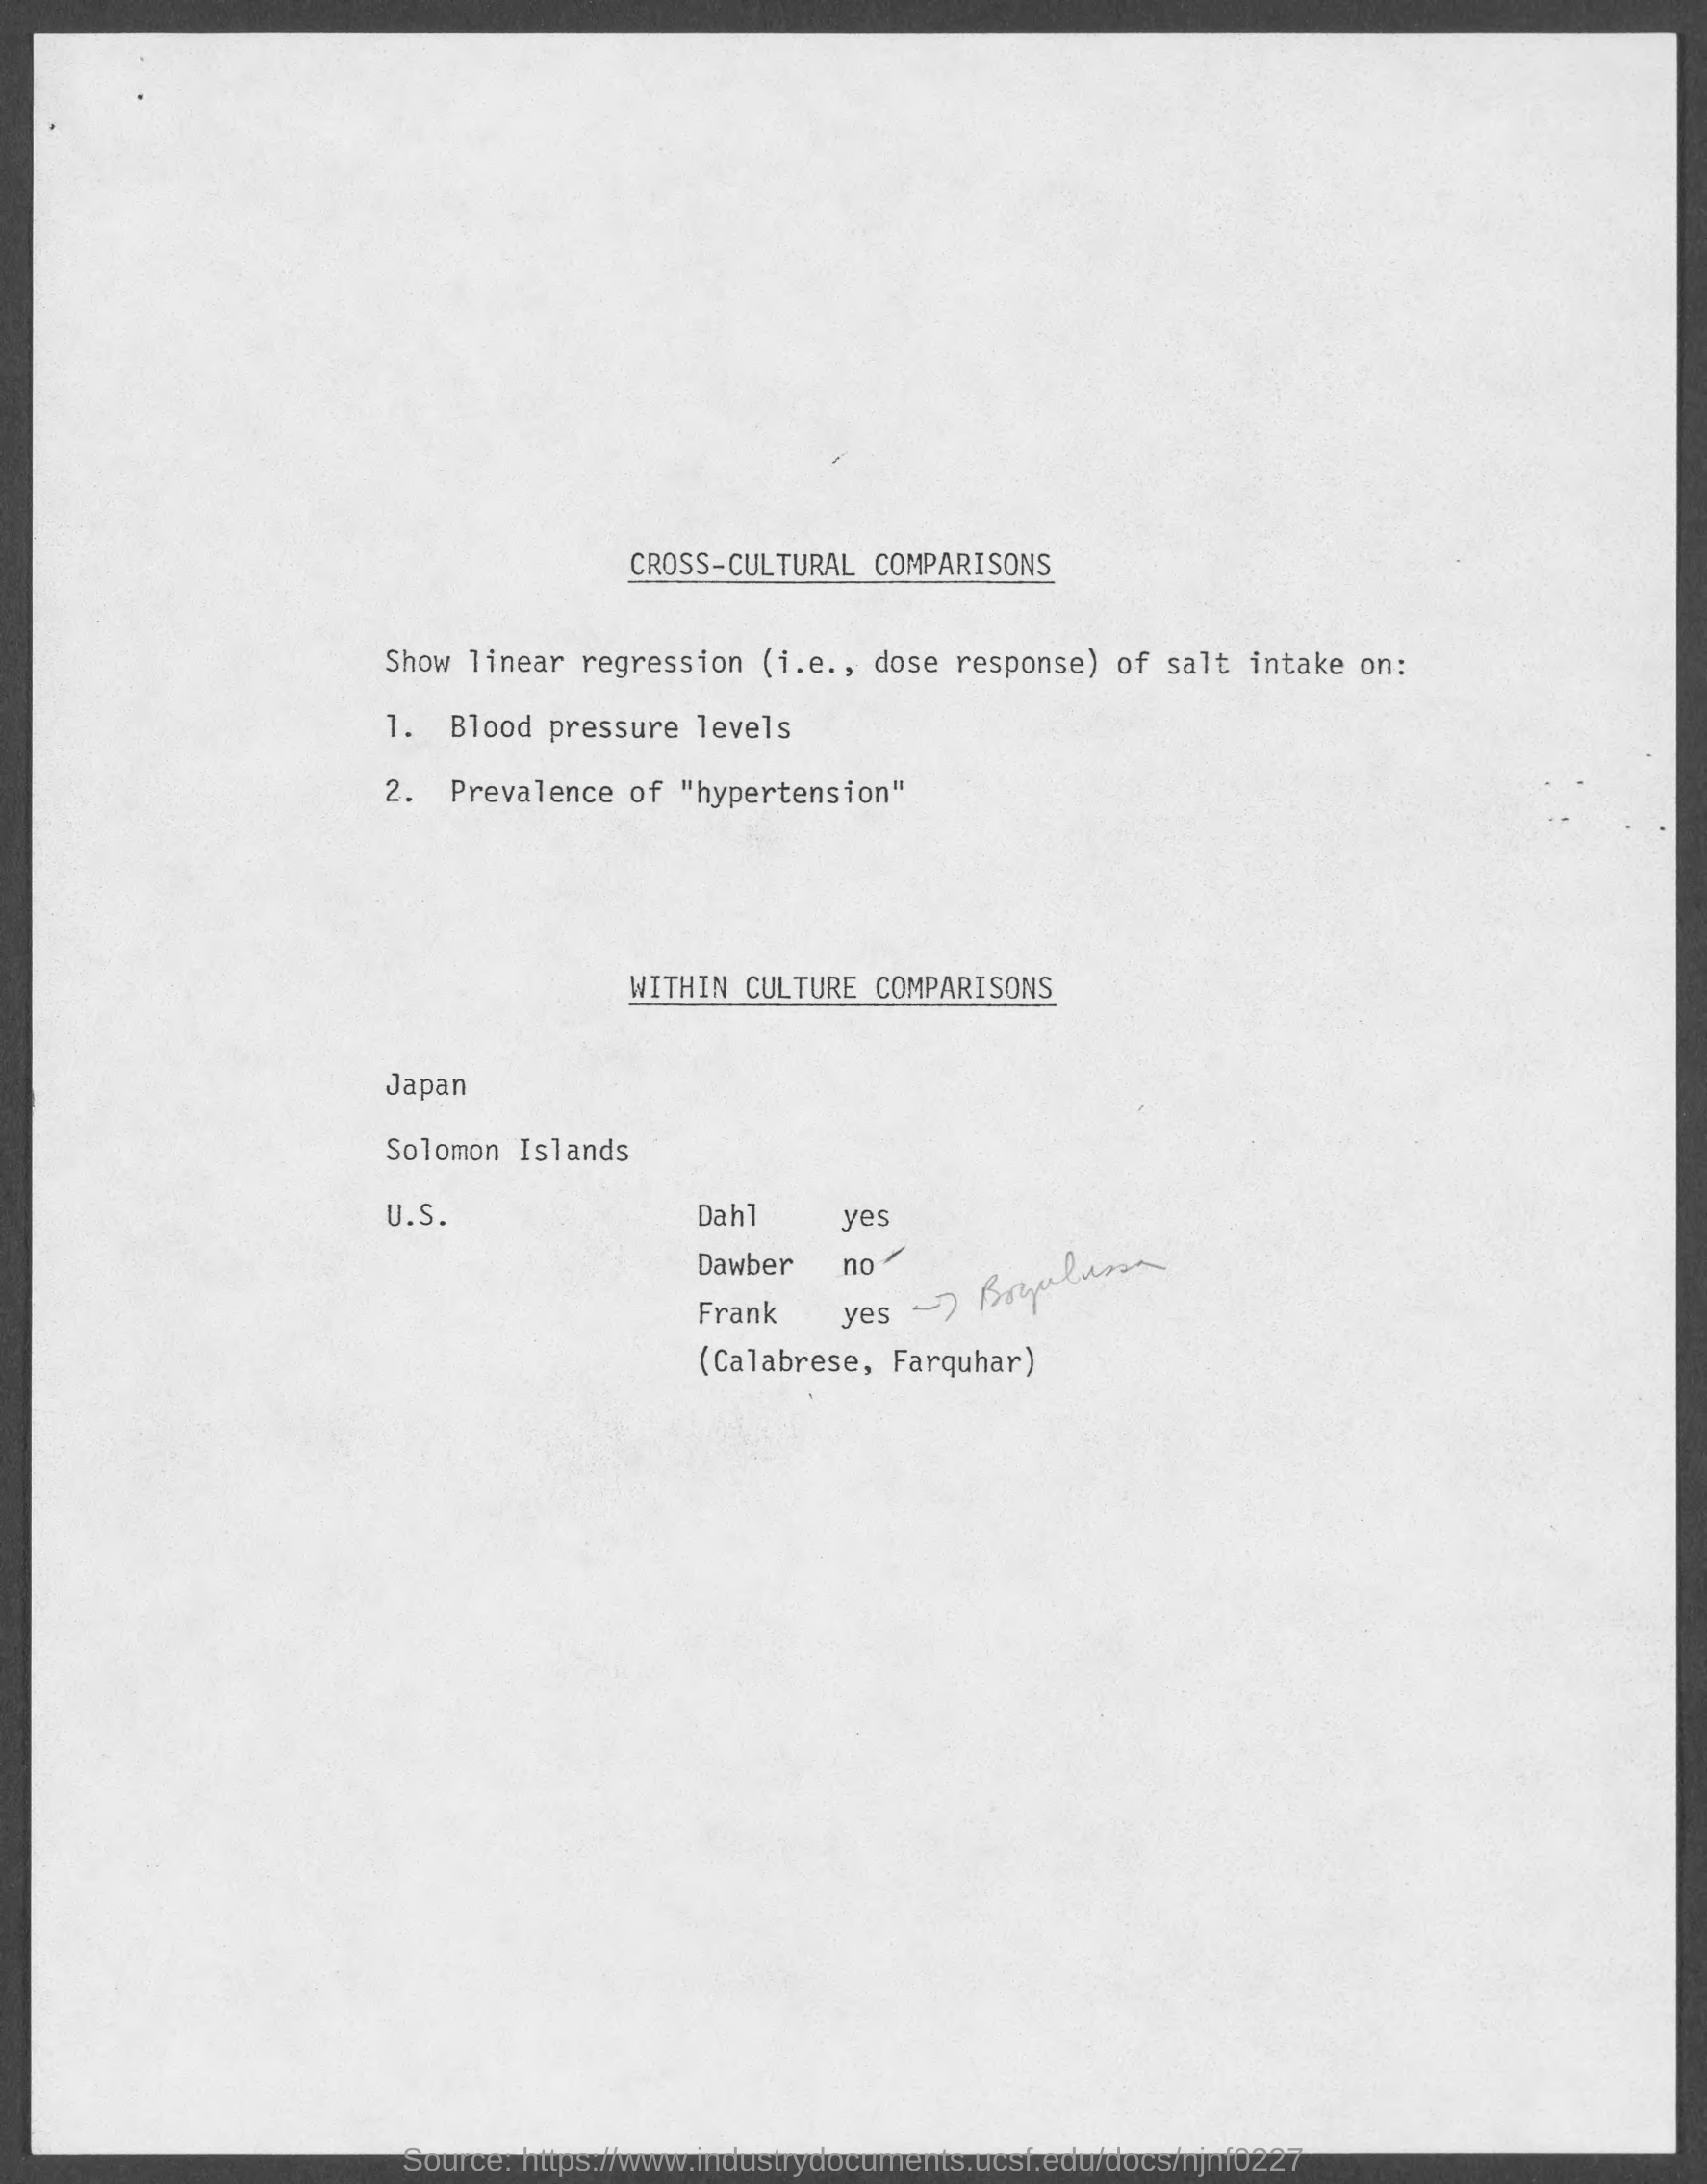 CROSS-CULTURAL COMPARISONS
Show linear regression (i.e., dose response) of salt intake on:
1. Blood pressure levels
2. Prevalence of "hypertension"
WITHIN CULTURE COMPARISONS
Japan
Solomon Islands
U.S. Dahl yes
Dawber no
Frank yes → Bogalussa
(Calabrese, Farquhar)
Source: https://www.industrydocuments.ucsf.edu/docs/njnf0227